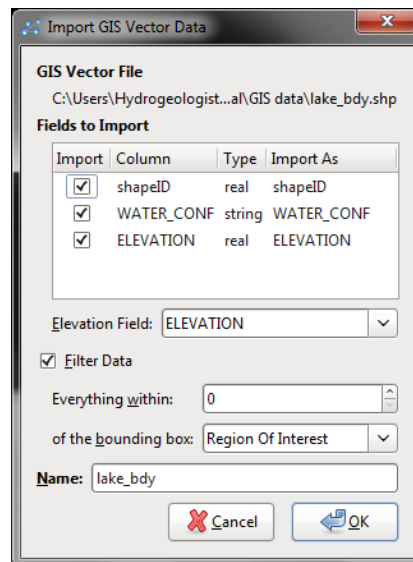 Import GIS Vector Data
GIS Vector File
C:\Users\Hydrogeologist...al\GIS data\lake_bdy.shp
Fields to Import
Import Column Type Import As
shapeID real shapeID
WATER_CONF string WATER_CONF
ELEVATION real ELEVATION
Elevation Field: ELEVATION
Filter Data
Everything within: 0
of the bounding box: Region Of Interest
Name: lake_bdy
Cancel OK